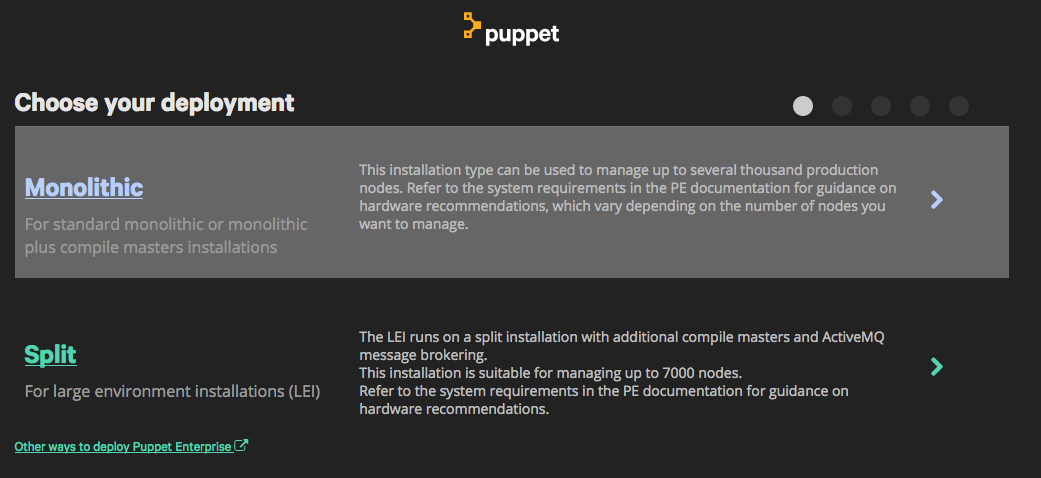 puppet
Choose your deployment
Monolithic
For standard monolithic or monolithic
plus compile masters installations
This installation type can be used to manage up to several thousand production
nodes. Refer to the system requirements in the PE documentation for guidance on
hardware recommendations, which vary depending on the number of nodes you
want to manage.
Split
For large environment installations (LEI)
The LEI runs on a split installation with additional compile masters and ActiveMQ
message brokering.
This installation is suitable for managing up to 7000 nodes.
Refer to the system requirements in the PE documentation for guidance on
hardware recommendations.
Other ways to deploy Puppet Enterprise